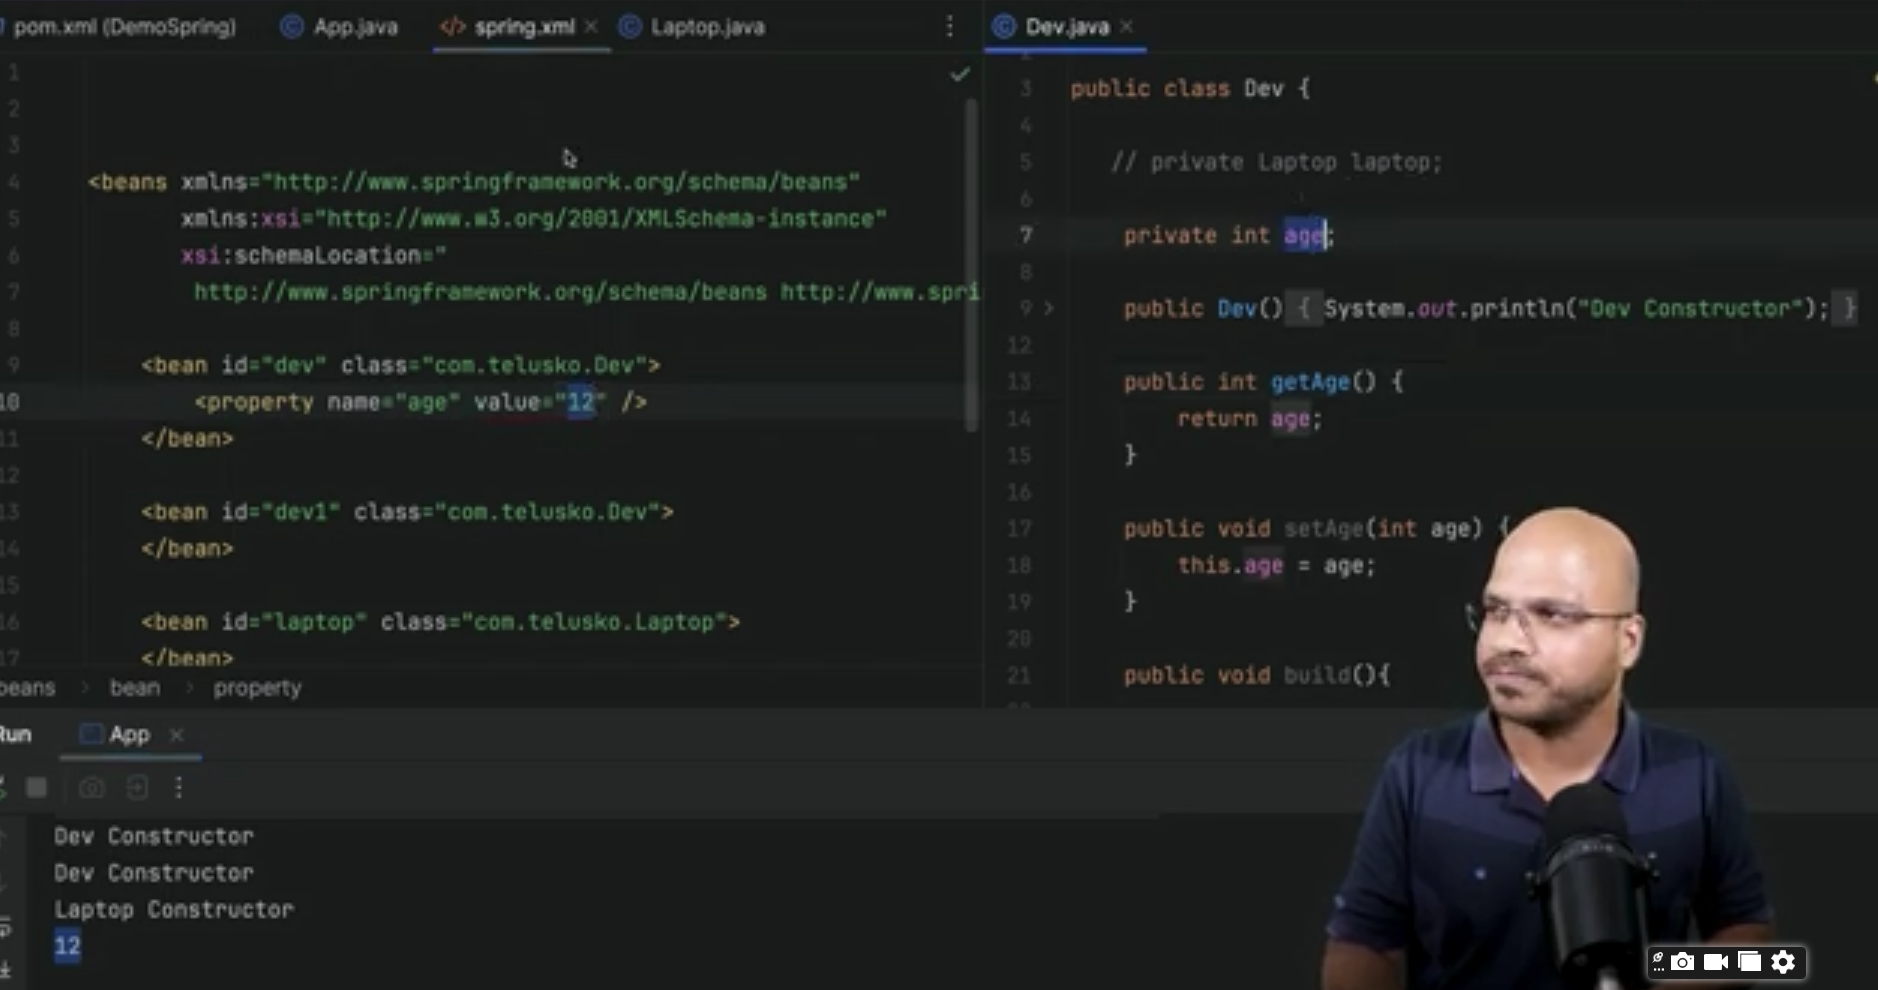 pom.xml (DemoSpring) App.java spring.xml Laptop.java
1
2
3
4 <beans xmlns="http://www.springframework.org/schema/beans"
5 xmlns:xsi="http://www.w3.org/2001/XMLSchema-instance"
6 xsi:schemaLocation="
7 http://www.springframework.org/schema/beans http://www.spri
8
9 <bean id="dev" class="com.telusko.Dev">
10 <property name="age" value="12" />
11 </bean>
12
13 <bean id="dev1" class="com.telusko.Dev">
14 </bean>
15
16 <bean id="laptop" class="com.telusko.Laptop">
17 </bean>
beans > bean > property
Dev.java
3 public class Dev {
4
5 // private Laptop laptop;
6
7 private int age;
8
9 > public Dev() { System.out.println("Dev Constructor"); }
12
13 public int getAge() {
14 return age;
15 }
16
17 public void setAge(int age) {
18 this.age = age;
19 }
20
21 public void build(){
Run App
Dev Constructor
Dev Constructor
Laptop Constructor
12